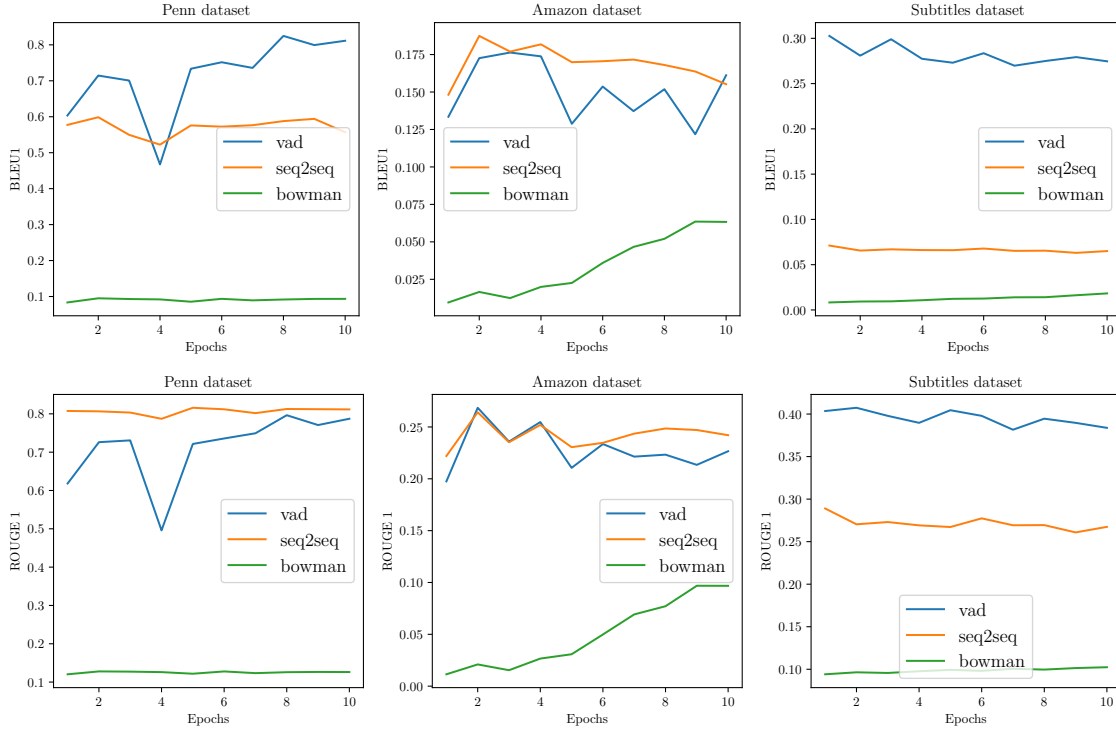 Penn dataset
BLEU1
0.8
0.7
0.6
0.5
0.4
0.3
0.2
0.1
vad
seq2seq
bowman
2 4 6 8 10
Epochs
Amazon dataset
BLEU1
0.175
0.150
0.125
0.100
0.075
0.050
0.025
vad
seq2seq
bowman
2 4 6 8 10
Epochs
Subtitles dataset
BLEU1
0.30
0.25
0.20
0.15
0.10
0.05
0.00
vad
seq2seq
bowman
2 4 6 8 10
Epochs
Penn dataset
ROUGE 1
0.8
0.7
0.6
0.5
0.4
0.3
0.2
0.1
vad
seq2seq
bowman
2 4 6 8 10
Epochs
Amazon dataset
ROUGE 1
0.25
0.20
0.15
0.10
0.05
0.00
vad
seq2seq
bowman
2 4 6 8 10
Epochs
Subtitles dataset
ROUGE 1
0.40
0.35
0.30
0.25
0.20
0.15
0.10
vad
seq2seq
bowman
2 4 6 8 10
Epochs